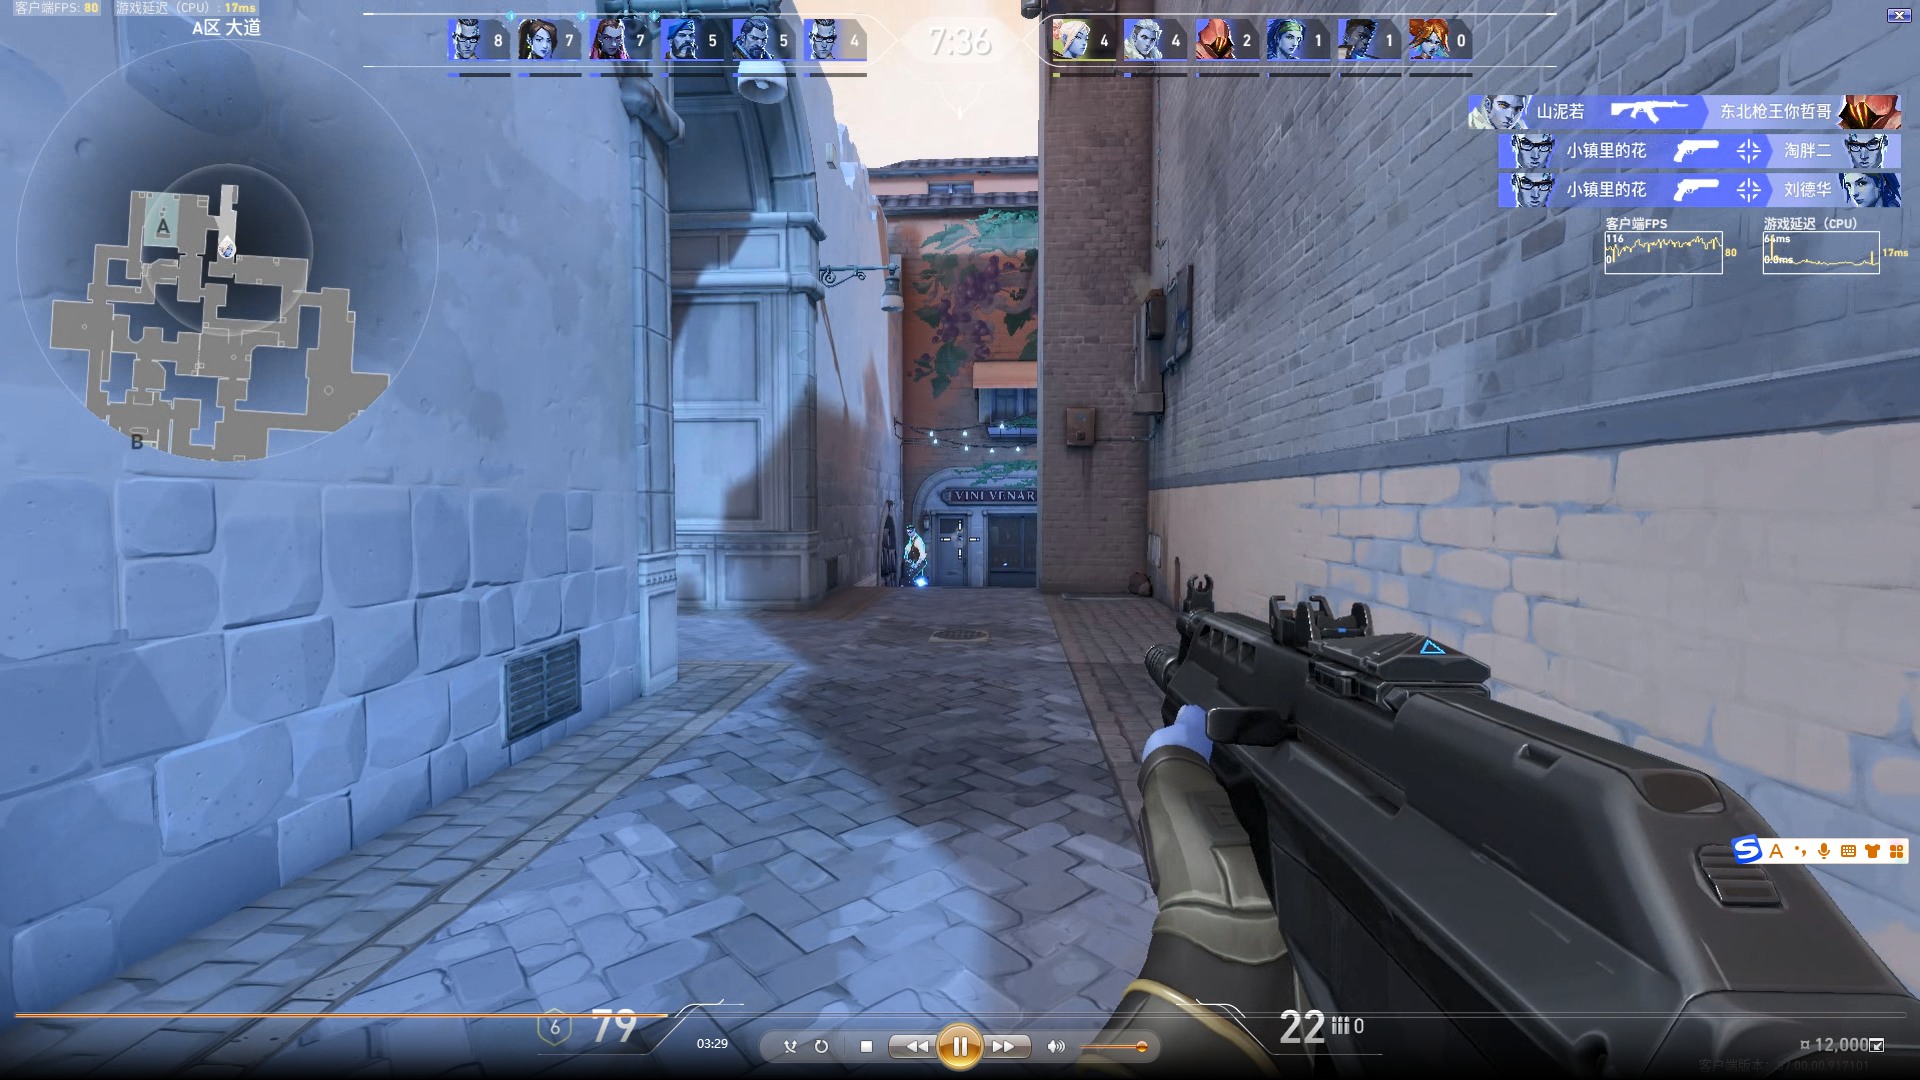 客户端FPS: 80 游戏延迟（CPU）: 17ms
A区 大道
8 7 7 5 5 4
7:36
4 4 2 1 1 0
山泥若 东北枪王你哲哥
小镇里的花 淘胖二
小镇里的花 刘德华
客户端FPS 游戏延迟（CPU）
116 80
0
64ms 17ms
0.0ms
A
B
VINI VENAR
A
6 79
03:29
22 0
¤ 12,000